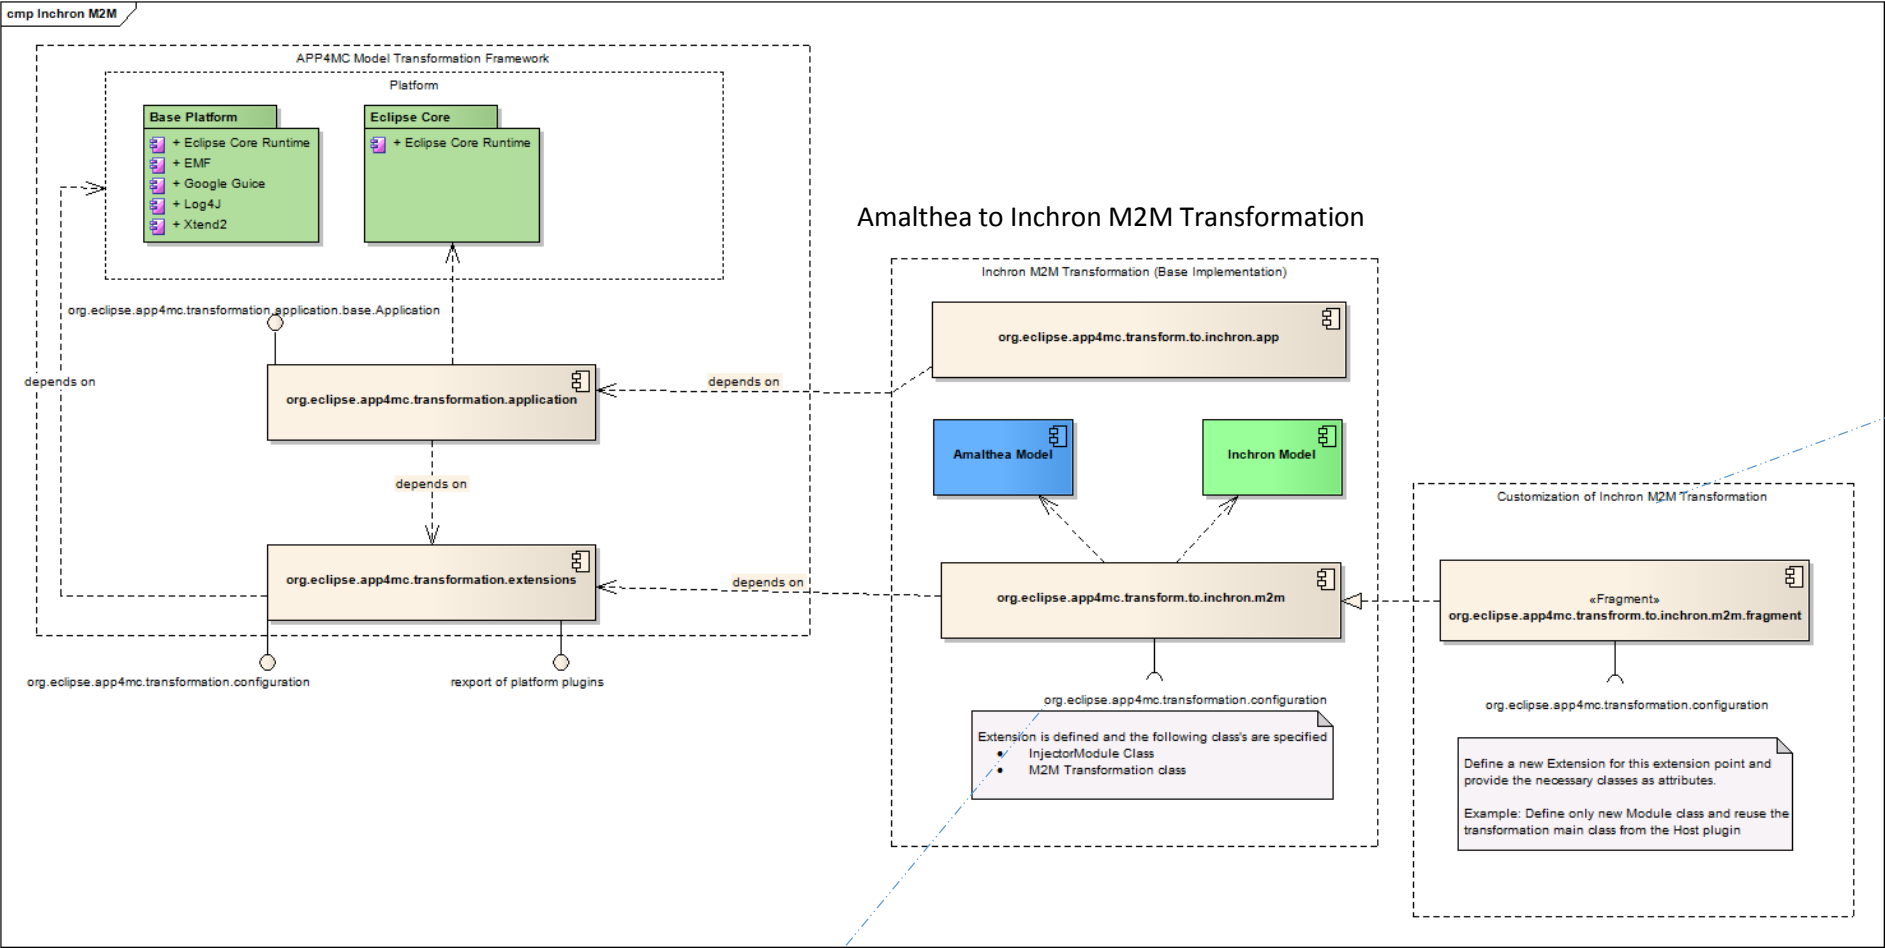 cmp Inchron M2M
APP4MC Model Transformation Framework
Platform
Base Platform
+ Eclipse Core Runtime
+ EMF
+ Google Guice
+ Log4J
+ Xtend2
Eclipse Core
+ Eclipse Core Runtime
org.eclipse.app4mc.transformation.application.base.Application
depends on
org.eclipse.app4mc.transformation.application
depends on
org.eclipse.app4mc.transformation.extensions
org.eclipse.app4mc.transformation.configuration
rexport of platform plugins
depends on
depends on
Amalthea to Inchron M2M Transformation
Inchron M2M Transformation (Base Implementation)
org.eclipse.app4mc.transform.to.inchron.app
Amalthea Model
Inchron Model
org.eclipse.app4mc.transform.to.inchron.m2m
org.eclipse.app4mc.transformation.configuration
Extension is defined and the following class's are specified
• InjectorModule Class
• M2M Transformation class
Customization of Inchron M2M Transformation
«Fragment»
org.eclipse.app4mc.transfrorm.to.inchron.m2m.fragment
org.eclipse.app4mc.transformation.configuration
Define a new Extension for this extension point and
provide the necessary classes as attributes.
Example: Define only new Module class and reuse the
transformation main class from the Host plugin